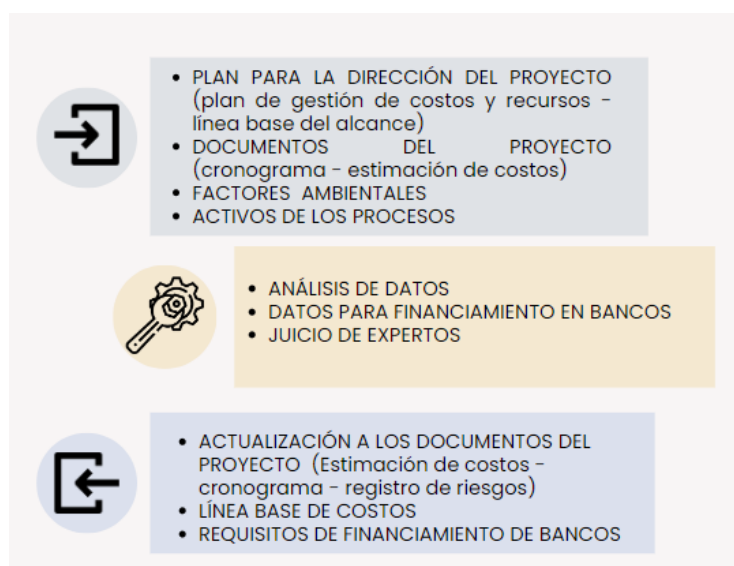 • PLAN PARA LA DIRECCIÓN DEL PROYECTO
(plan de gestión de costos y recursos -
línea base del alcance)
• DOCUMENTOS DEL PROYECTO
(cronograma - estimación de costos)
• FACTORES AMBIENTALES
• ACTIVOS DE LOS PROCESOS
• ANÁLISIS DE DATOS
• DATOS PARA FINANCIAMIENTO EN BANCOS
• JUICIO DE EXPERTOS
• ACTUALIZACIÓN A LOS DOCUMENTOS DEL
PROYECTO (Estimación de costos -
cronograma - registro de riesgos)
• LÍNEA BASE DE COSTOS
• REQUISITOS DE FINANCIAMIENTO DE BANCOS